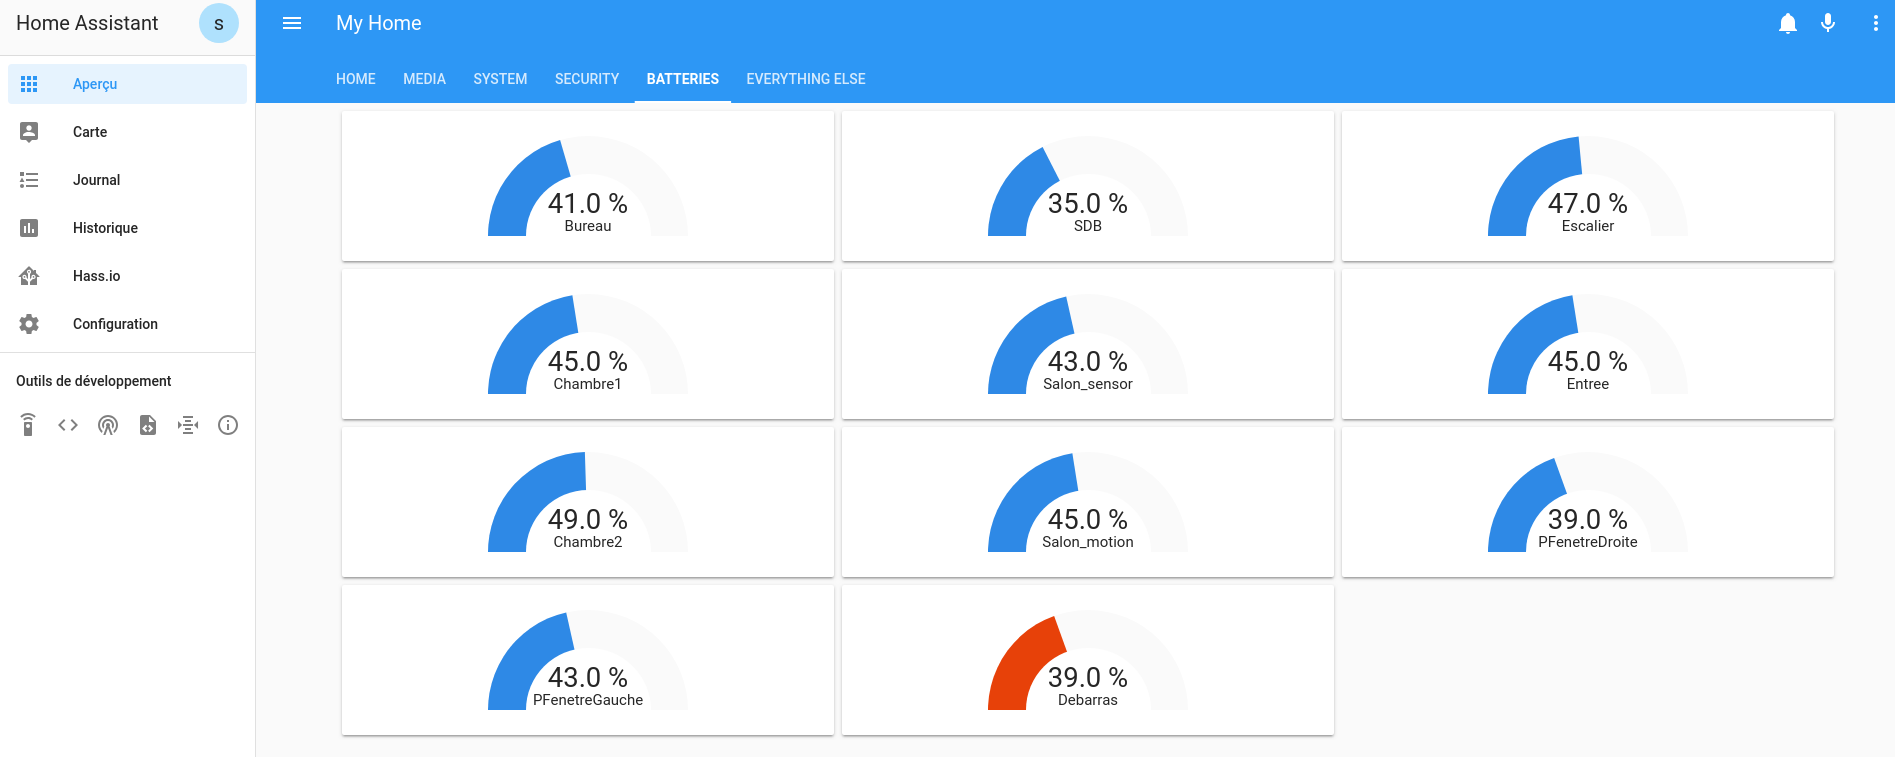 Home Assistant
s
My Home
HOME MEDIA SYSTEM SECURITY BATTERIES EVERYTHING ELSE
Aperçu
Carte
Journal
Historique
Hass.io
Configuration
Outils de développement
41.0 %
Bureau
35.0 %
SDB
47.0 %
Escalier
45.0 %
Chambre1
43.0 %
Salon_sensor
45.0 %
Entree
49.0 %
Chambre2
45.0 %
Salon_motion
39.0 %
PFenetreDroite
43.0 %
PFenetreGauche
39.0 %
Debarras